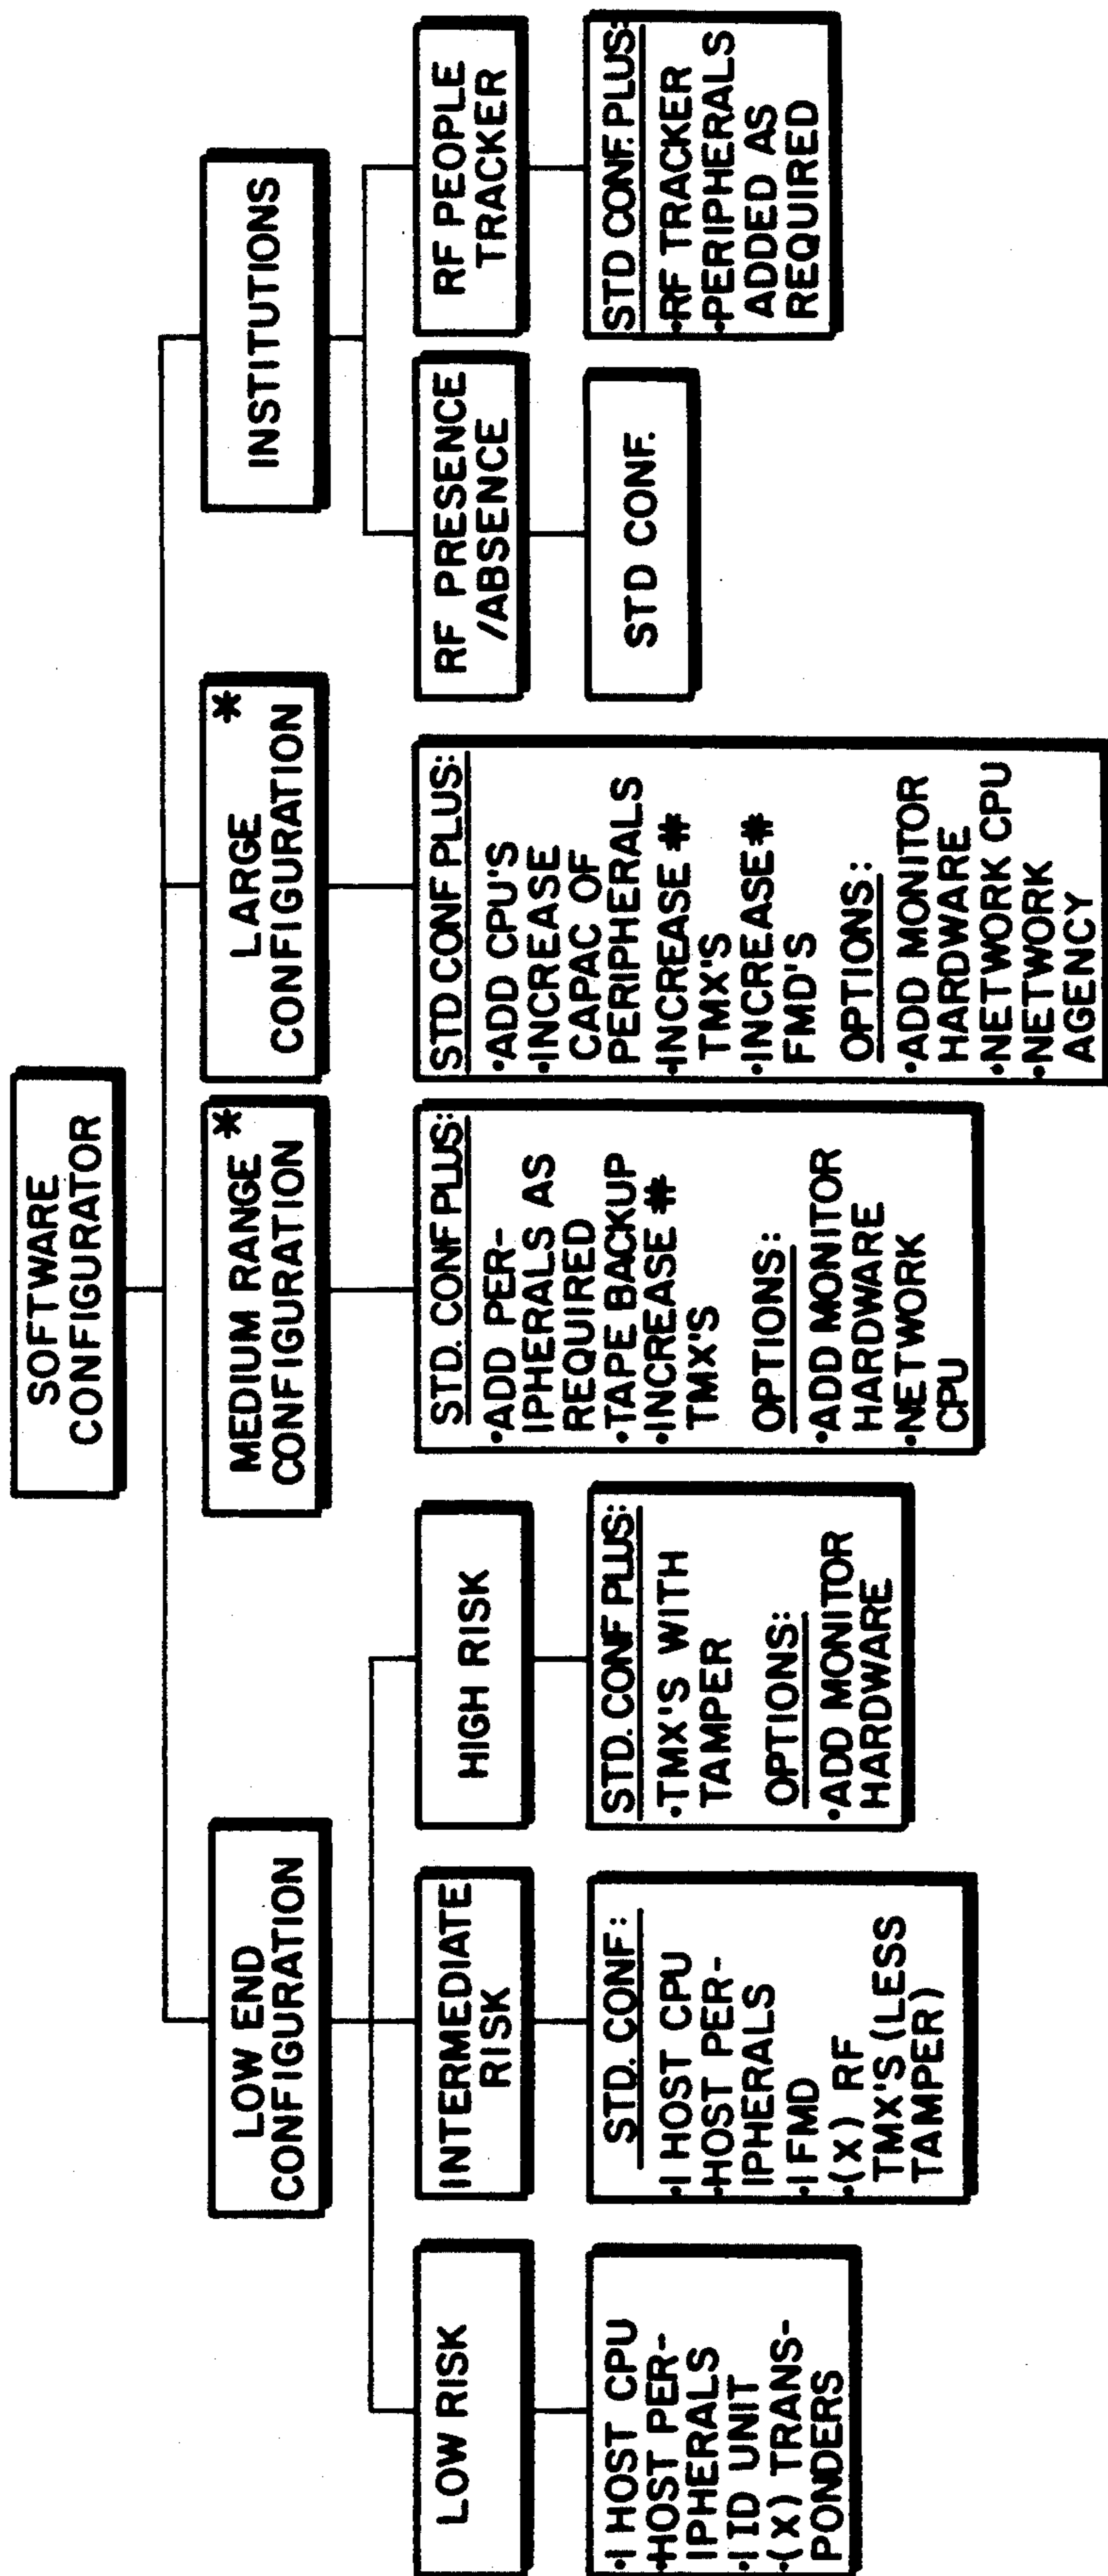 SOFTWARE
CONFIGURATOR
LOW END
CONFIGURATION
MEDIUM RANGE *
CONFIGURATION
LARGE *
CONFIGURATION
INSTITUTIONS
LOW RISK
INTERMEDIATE
RISK
HIGH RISK
RF PRESENCE
/ABSENCE
RF PEOPLE
TRACKER
•1 HOST CPU
•HOST PER-
IPHERALS
•1 ID UNIT
•(X) TRANS-
PONDERS
STD. CONF:
•1 HOST CPU
•HOST PER-
IPHERALS
•1 FMD
•(X) RF
TMX'S (LESS
TAMPER)
STD. CONF PLUS:
•TMX'S WITH
TAMPER
OPTIONS:
•ADD MONITOR
HARDWARE
STD. CONF PLUS:
•ADD PER-
IPHERALS AS
REQUIRED
•TAPE BACKUP
•INCREASE #
TMX'S
OPTIONS:
•ADD MONITOR
HARDWARE
•NETWORK
CPU
STD CONF PLUS:
•ADD CPU'S
•INCREASE
CAPAC OF
PERIPHERALS
•INCREASE #
TMX'S
•INCREASE #
FMD'S
OPTIONS:
•ADD MONITOR
HARDWARE
•NETWORK CPU
•NETWORK
AGENCY
STD CONF.
STD CONF. PLUS:
•RF TRACKER
•PERIPHERALS
ADDED AS
REQUIRED